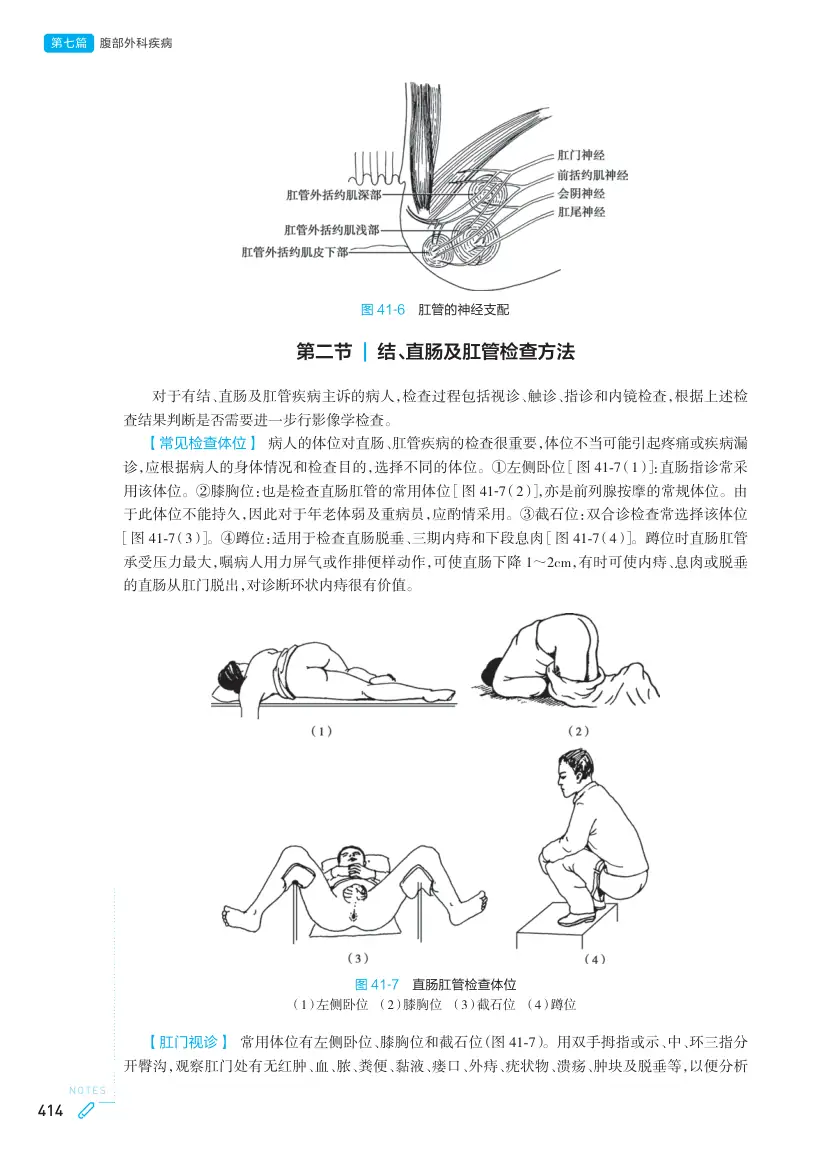 第七篇 腹部外科疾病
肛门神经
前括约肌神经
肛管外括约肌深部
会阴神经
肛尾神经
肛管外括约肌浅部
肛管外括约肌皮下部
图 41-6 肛管的神经支配
第二节 | 结、直肠及肛管检查方法
对于有结、直肠及肛管疾病主诉的病人,检查过程包括视诊、触诊、指诊和内镜检查,根据上述检
查结果判断是否需要进一步行影像学检查。
【常见检查体位】 病人的体位对直肠、肛管疾病的检查很重要,体位不当可能引起疼痛或疾病漏
诊,应根据病人的身体情况和检查目的,选择不同的体位。①左侧卧位[图 41-7(1)]:直肠指诊常采
用该体位。②膝胸位:也是检查直肠肛管的常用体位[图 41-7(2)],亦是前列腺按摩的常规体位。由
于此体位不能持久,因此对于年老体弱及重病员,应酌情采用。③截石位:双合诊检查常选择该体位
[图 41-7(3)]。④蹲位:适用于检查直肠脱垂、三期内痔和下段息肉[图 41-7(4)]。蹲位时直肠肛管
承受压力最大,嘱病人用力屏气或作排便样动作,可使直肠下降 1~2cm,有时可使内痔、息肉或脱垂
的直肠从肛门脱出,对诊断环状内痔很有价值。
(1)
(2)
(3)
(4)
图 41-7 直肠肛管检查体位
(1)左侧卧位 (2)膝胸位 (3)截石位 (4)蹲位
【肛门视诊】 常用体位有左侧卧位、膝胸位和截石位(图 41-7)。用双手拇指或示、中、环三指分
开臀沟,观察肛门处有无红肿、血、脓、粪便、黏液、瘘口、外痔、疣状物、溃疡、肿块及脱垂等,以便分析
NOTES
414